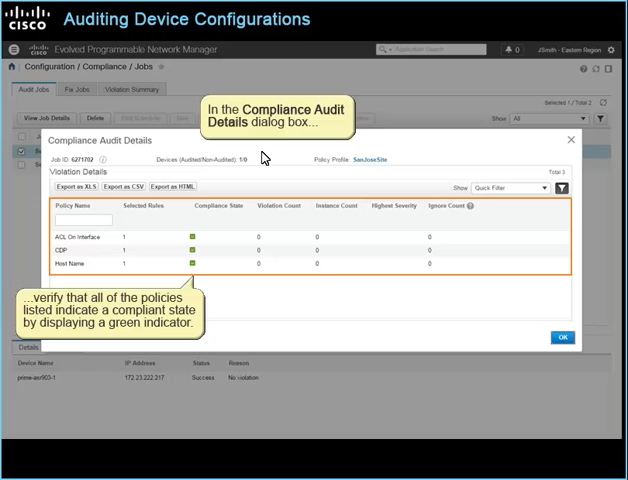 CISCO
Auditing Device Configurations
CISCO Evolved Programmable Network Manager
Application Search
0
JSmith - Eastern Region
Configuration / Compliance / Jobs
Audit Jobs Fix Jobs Violation Summary
Selected 1 / Total 2
View Job Details Delete
Show All
In the Compliance Audit
Details dialog box...
Compliance Audit Details
Job ID: 6271702 Devices (Audited/Non-Audited): 1/0 Policy Profile: SanJoseSite
Violation Details
Total 3
Export as XLS Export as CSV Export as HTML
Show Quick Filter
Policy Name Selected Rules Compliance State Violation Count Instance Count Highest Severity Ignore Count
ACL On Interface 1 0 0 0
CDP 1 0 0 0
Host Name 1 0 0 0
...verify that all of the policies
listed indicate a compliant state
by displaying a green indicator.
OK
Details
Device Name IP Address Status Reason
prime-asr903-1 172.23.222.217 Success No violation